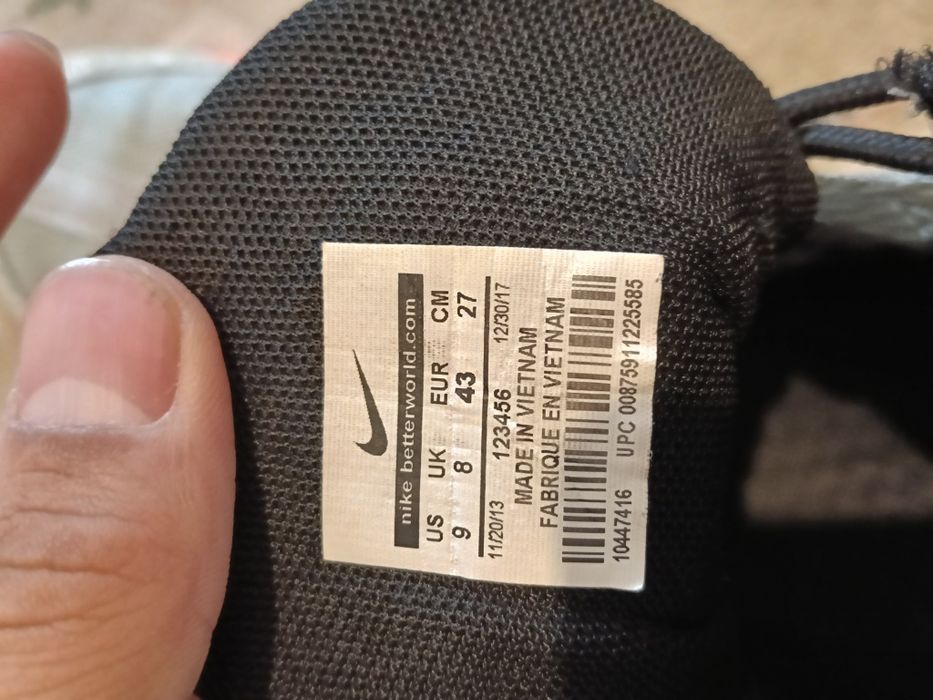 nike betterworld.com
US UK EUR CM
9 8 43 27
11/20/13 123456 12/30/17
MADE IN VIETNAM
FABRIQUE EN VIETNAM
10447416 UPC 00875911225585